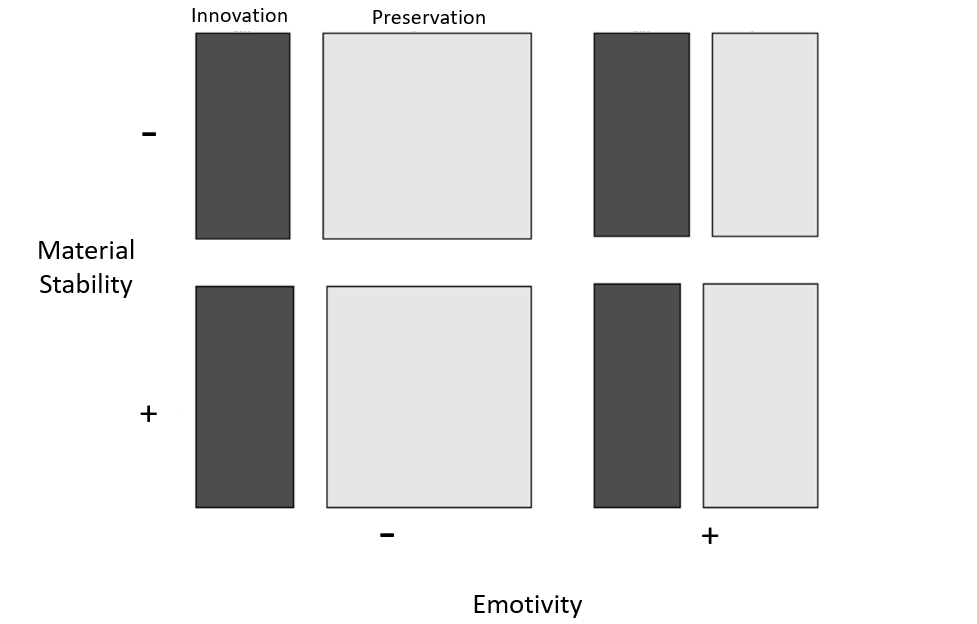 Innovation
Preservation
-
Material
Stability
+
-
+
Emotivity